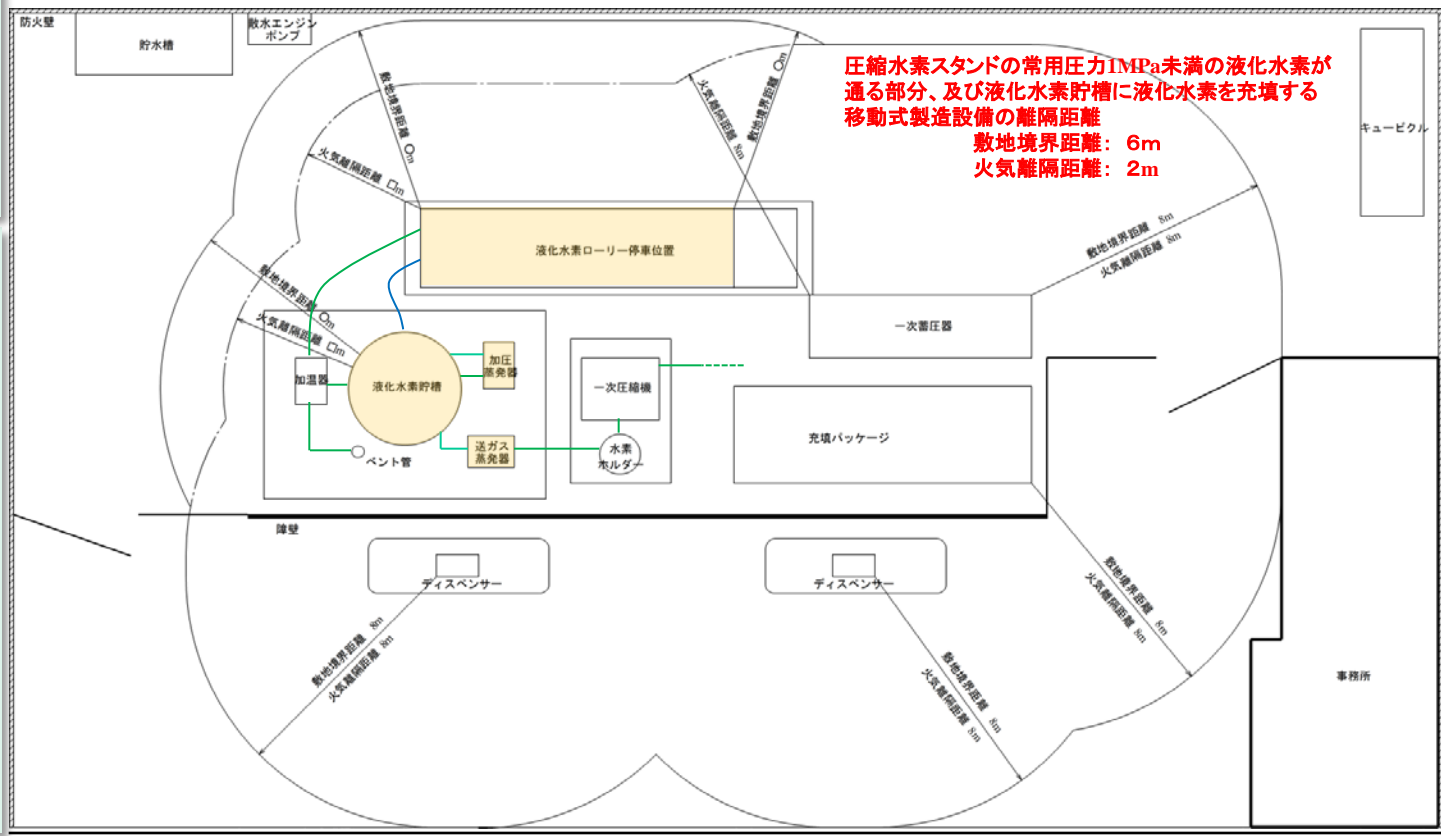 防火壁
貯水槽
散水エンジン
ポンプ
圧縮水素スタンドの常用圧力1MPa未満の液化水素が
通る部分、及び液化水素貯槽に液化水素を充填する
移動式製造設備の離隔距離
敷地境界距離： 6m
火気離隔距離： 2m
キュービクル
敷地境界距離 〇m
火気離隔距離 □m
火気離隔距離 8m
敷地境界距離 〇m
敷地境界距離 8m
火気離隔距離 8m
液化水素ローリー停車位置
敷地境界距離 〇m
火気離隔距離 □m
一次蓄圧器
加温器
液化水素貯槽
加圧
蒸発器
一次圧縮機
充填パッケージ
送ガス
蒸発器
水素
ホルダー
ベント管
障壁
ディスペンサー
ディスペンサー
敷地境界距離 8m
火気離隔距離 8m
敷地境界距離 8m
火気離隔距離 8m
敷地境界距離 8m
火気離隔距離 8m
事務所